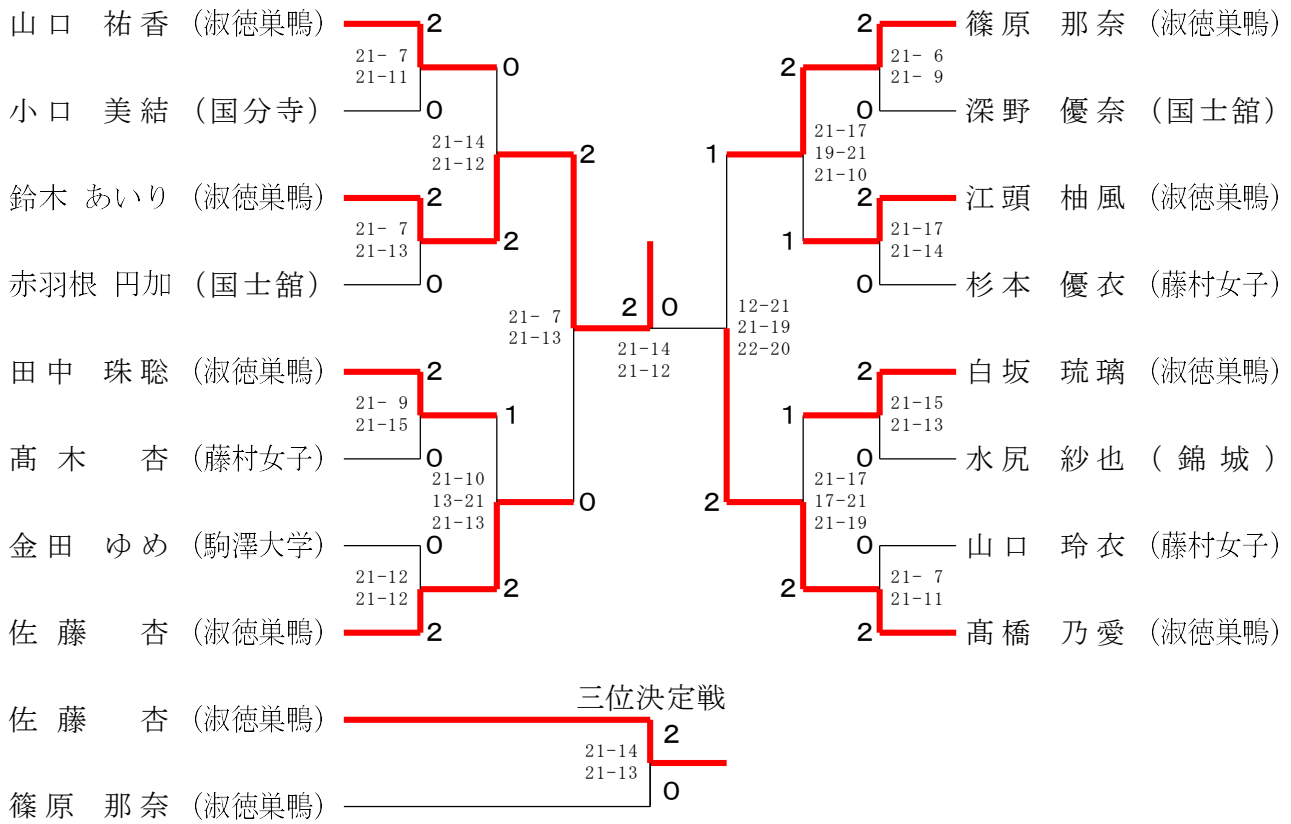 山口 祐香 (淑徳巣鴨) 2 2 篠原 那奈 (淑徳巣鴨)
21- 7 0 2 21- 6
21-11 21- 9
小口 美結 (国分寺) 0 0 深野 優奈 (国士舘)
21-14 21-17
21-12 2 1 19-21
21-10
鈴木 あいり (淑徳巣鴨) 2 2 江頭 柚風 (淑徳巣鴨)
21- 7 2 1 21-17
21-13 21-14
赤羽根 円加 (国士舘) 0 0 杉本 優衣 (藤村女子)
21- 7 2 0 12-21
21-13 21-19
21-14 22-20
21-12
田中 珠聡 (淑徳巣鴨) 2 2 白坂 琉璃 (淑徳巣鴨)
21- 9 1 1 21-15
21-15 21-13
髙木 杏 (藤村女子) 0 0 水尻 紗也 (錦城)
21-10 21-17
13-21 0 2 17-21
21-13 21-19
金田 ゆめ (駒澤大学) 0 0 山口 玲衣 (藤村女子)
21-12 2 2 21- 7
21-12 21-11
佐藤 杏 (淑徳巣鴨) 2 2 髙橋 乃愛 (淑徳巣鴨)
三位決定戦
佐藤 杏 (淑徳巣鴨) 2
21-14
21-13
篠原 那奈 (淑徳巣鴨) 0